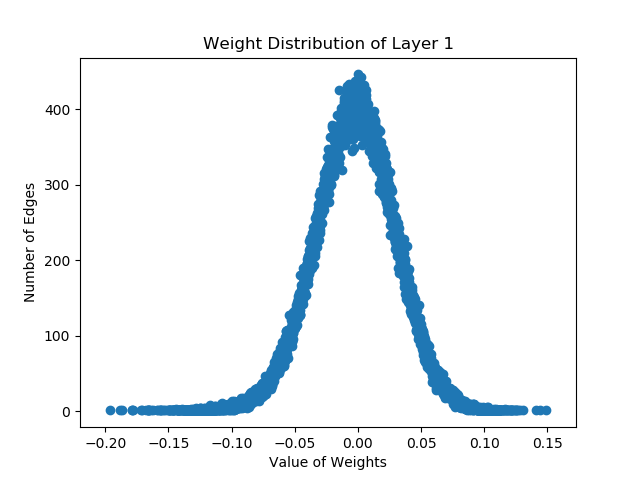 Weight Distribution of Layer 1
Number of Edges
400
300
200
100
0
−0.20 −0.15 −0.10 −0.05 0.00 0.05 0.10 0.15
Value of Weights